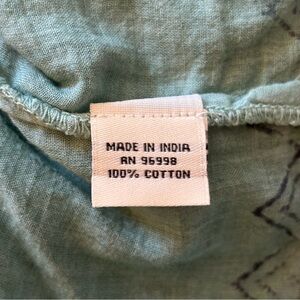 MADE IN INDIA
RN 96998
100% COTTON